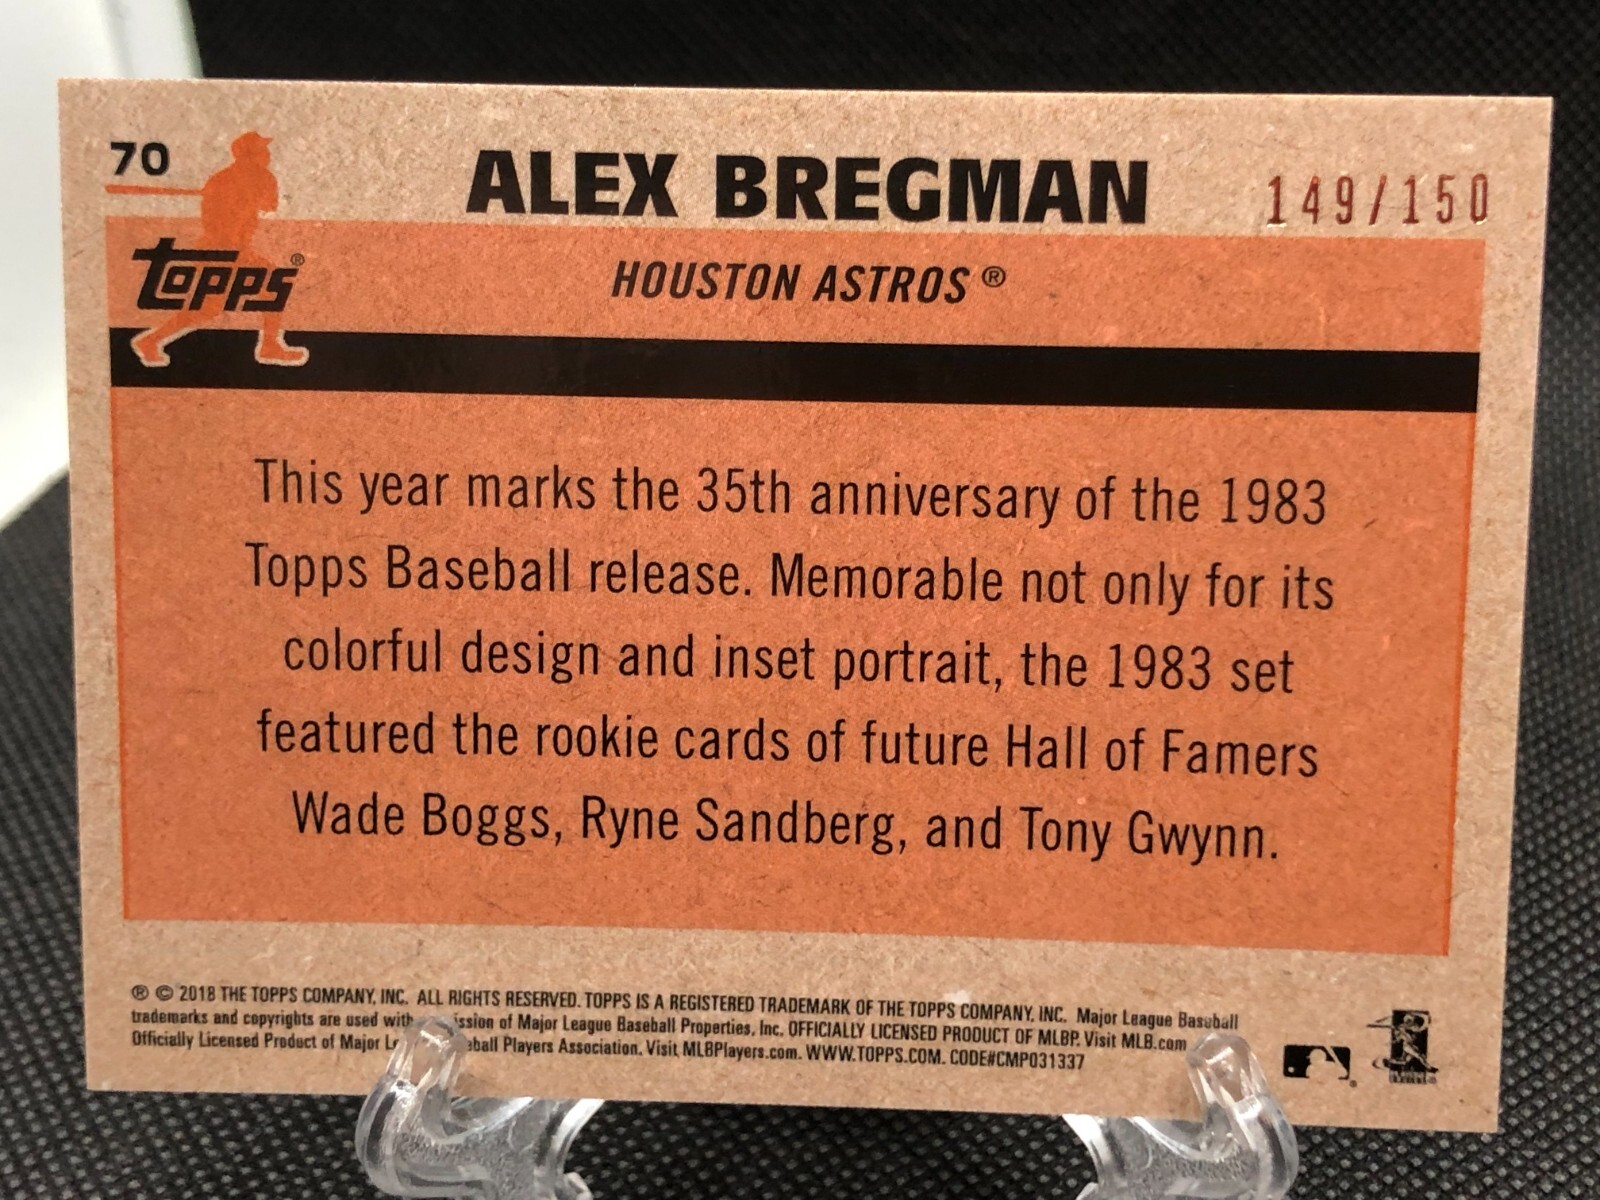 70
ALEX BREGMAN
149/150
Topps®
HOUSTON ASTROS®
This year marks the 35th anniversary of the 1983
Topps Baseball release. Memorable not only for its
colorful design and inset portrait, the 1983 set
featured the rookie cards of future Hall of Famers
Wade Boggs, Ryne Sandberg, and Tony Gwynn.
® © 2018 THE TOPPS COMPANY, INC. ALL RIGHTS RESERVED. TOPPS IS A REGISTERED TRADEMARK OF THE TOPPS COMPANY, INC. Major League Baseball
trademarks and copyrights are used with ssion of Major League Baseball Properties, Inc. OFFICIALLY LICENSED PRODUCT OF MLBP. Visit MLB.com
Officially Licensed Product of Major Le eball Players Association. Visit MLBPlayers.com. WWW.TOPPS.COM. CODE#CMP031337